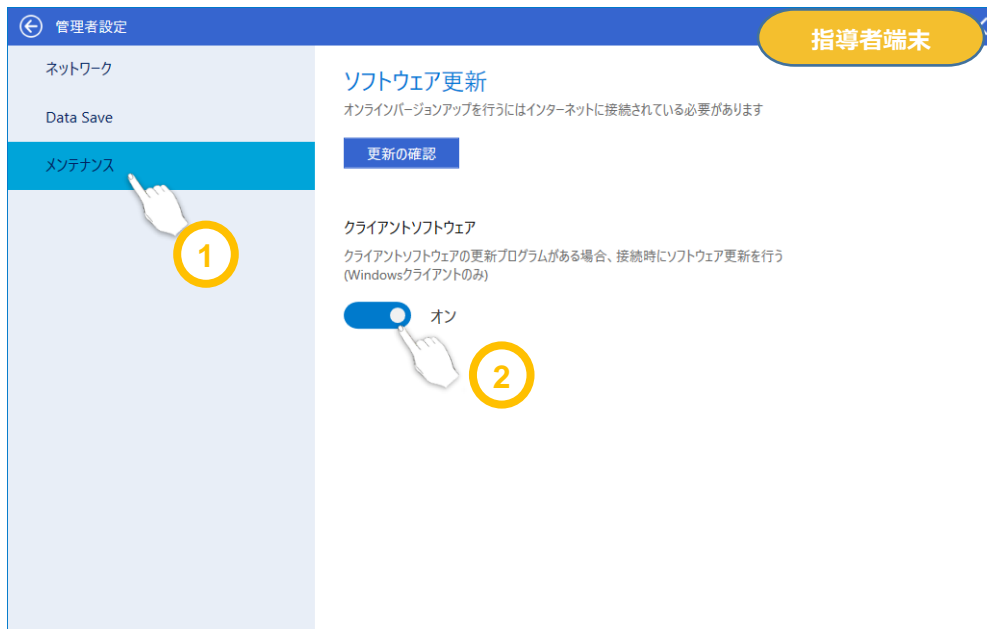 管理者設定
指導者端末
ネットワーク
Data Save
メンテナンス
1
ソフトウェア更新
オンラインバージョンアップを行うにはインターネットに接続されている必要があります
更新の確認
クライアントソフトウェア
クライアントソフトウェアの更新プログラムがある場合、接続時にソフトウェア更新を行う
(Windowsクライアントのみ)
オン
2